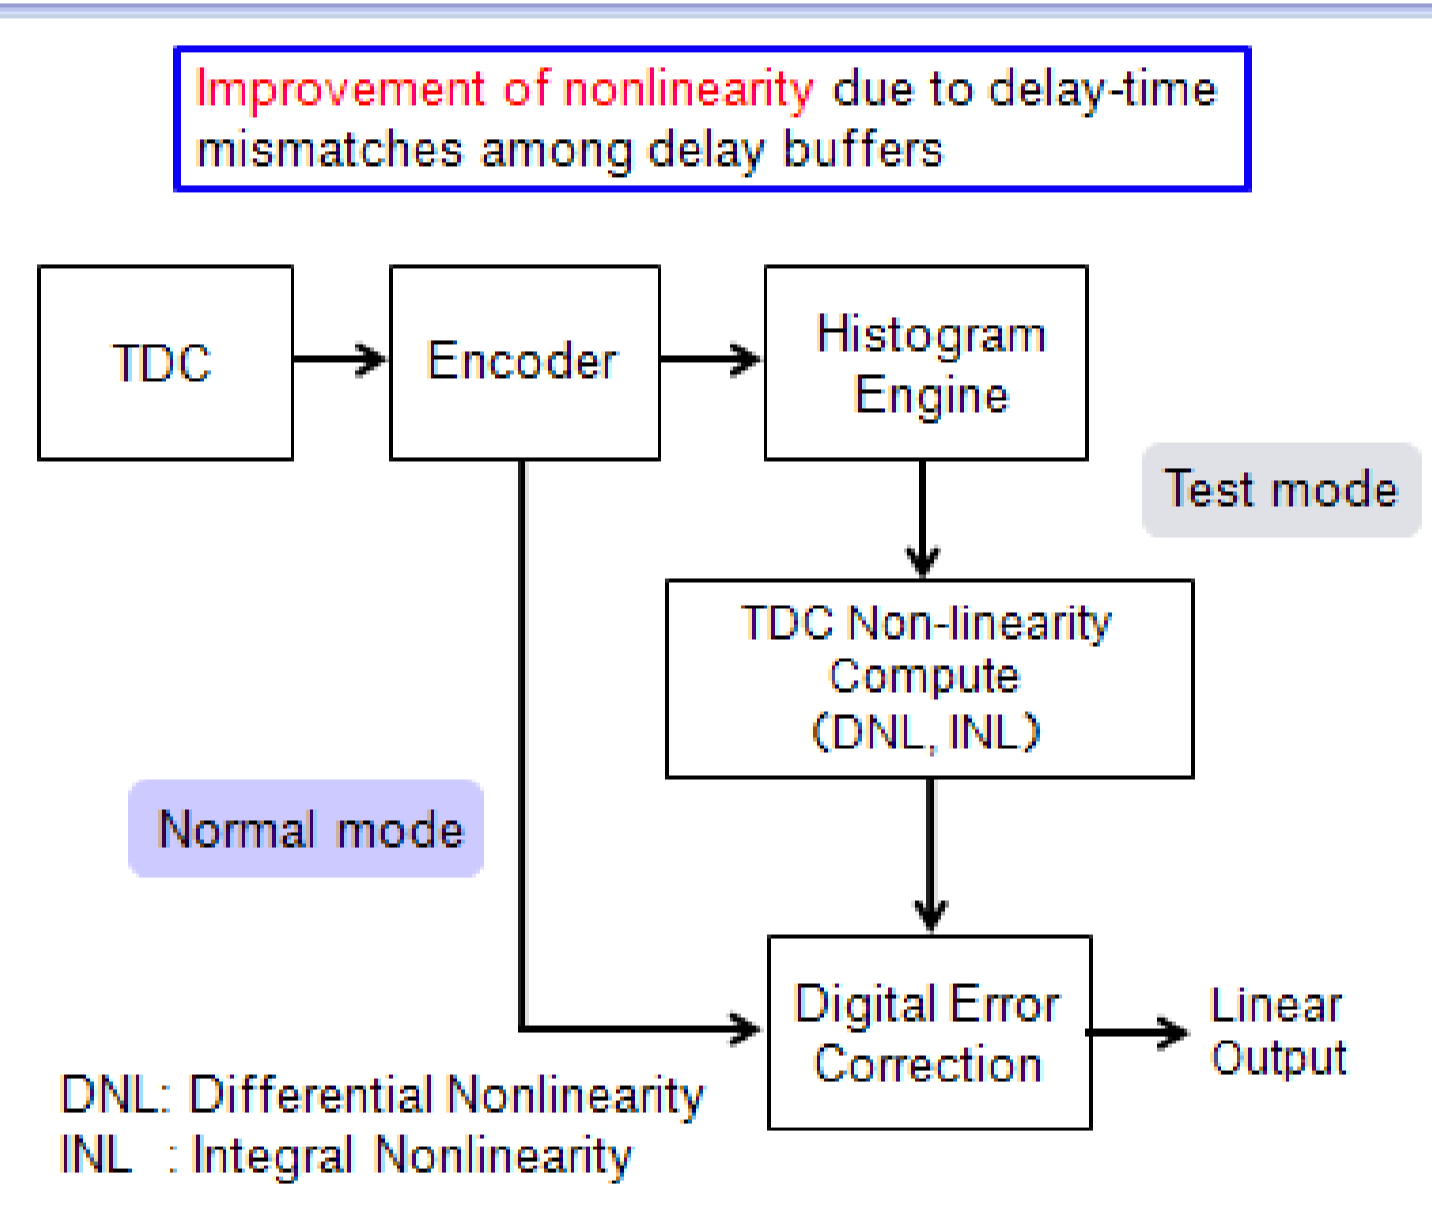 Improvement of nonlinearity due to delay-time
mismatches among delay buffers
TDC
Encoder
Histogram
Engine
Test mode
TDC Non-linearity
Compute
(DNL, INL)
Normal mode
Digital Error
Correction
Linear
Output
DNL: Differential Nonlinearity
INL : Integral Nonlinearity